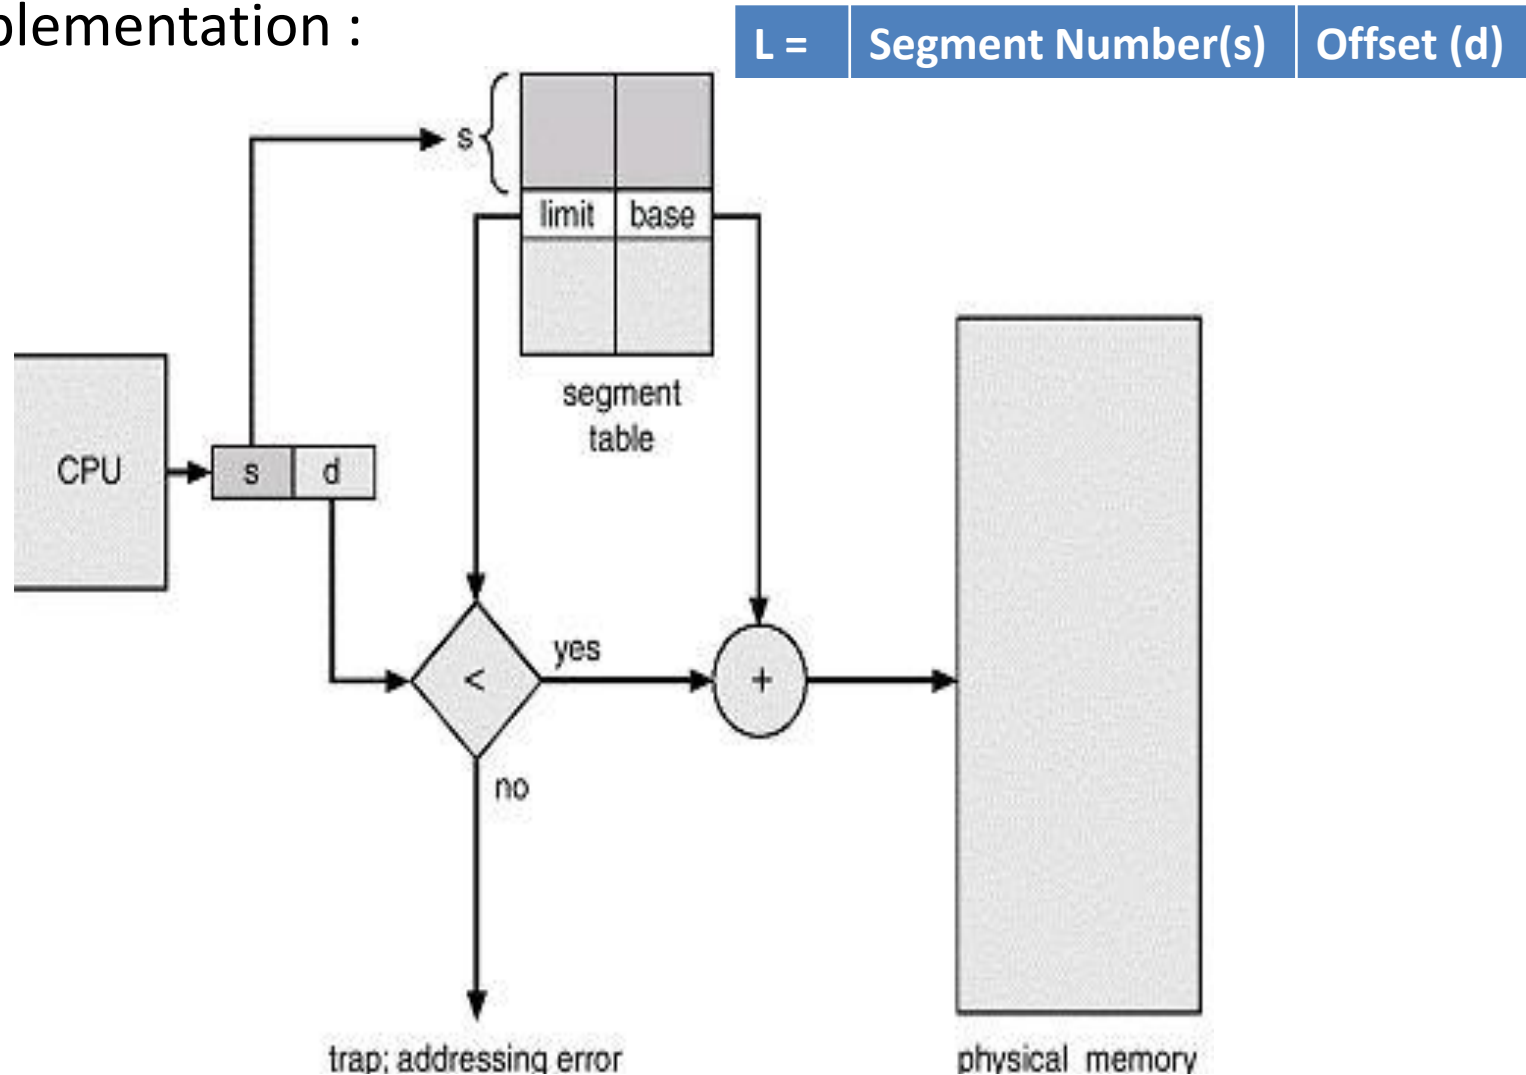 plementation :
L = Segment Number(s) Offset (d)
s
limit base
segment
table
CPU
s d
<
yes
+
no
trap; addressing error
physical memory